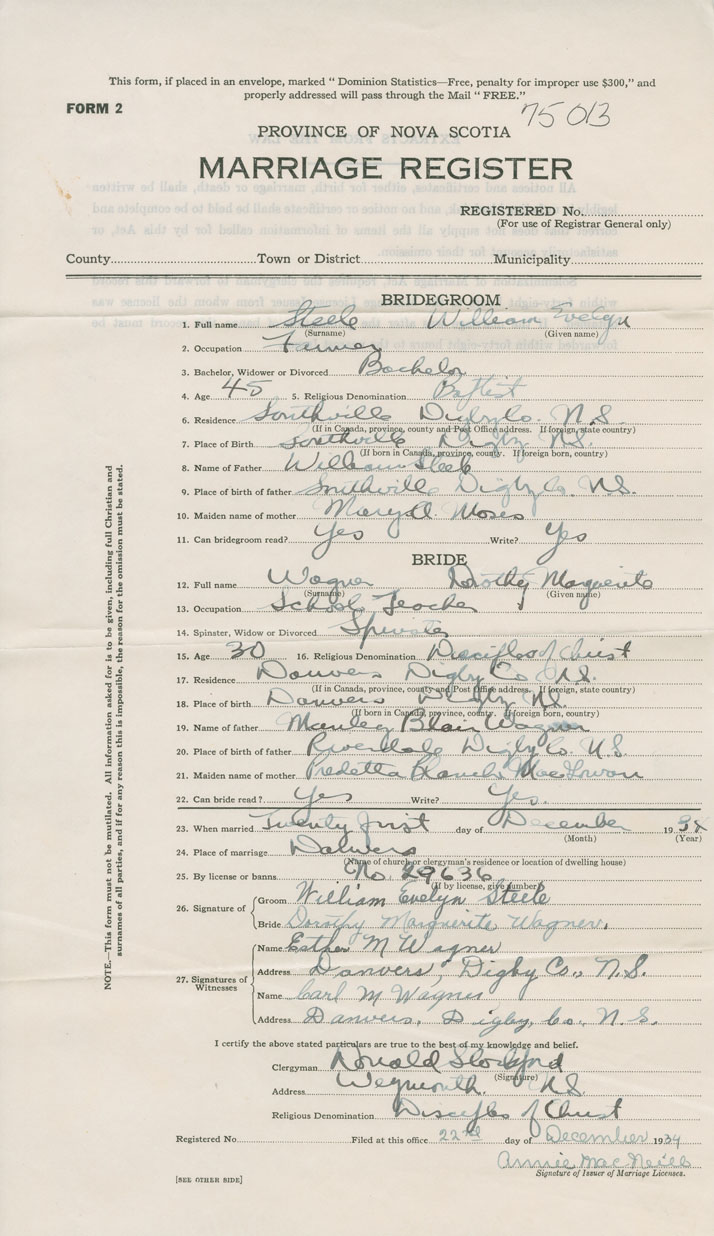 This form, if placed in an envelope, marked “ Dominion Statistics—Free, penalty for improper use $300,” and
properly addressed will pass through the Mail “ FREE.”
FORM 2
75013
PROVINCE OF NOVA SCOTIA
MARRIAGE REGISTER
REGISTERED No.
(For use of Registrar General only)
County Town or District Municipality
BRIDEGROOM
1. Full name Steele William Evelyn
(Surname) (Given name)
2. Occupation Farmer
3. Bachelor, Widower or Divorced Bachelor
4. Age 45 5. Religious Denomination Baptist
6. Residence Southville Digby Co. N.S.
(If in Canada, province, county and Post Office address. If foreign, state country)
7. Place of Birth Southville Digby N.S.
(If born in Canada, province, county. If foreign born, country)
8. Name of Father William Steele
9. Place of birth of father Southville Digby Co. N.S.
10. Maiden name of mother Mary A. Moses
11. Can bridegroom read? Yes Write? Yes
BRIDE
12. Full name Wagner Dorothy Marguerite
(Surname) (Given name)
13. Occupation School Teacher
14. Spinster, Widow or Divorced Spinster
15. Age 30 16. Religious Denomination Disciples of Christ
17. Residence Danvers Digby Co N.S.
(If in Canada, province, county and Post Office address. If foreign, state country)
18. Place of birth Danvers Digby N.S.
(If born in Canada, province, county. If foreign born, country)
19. Name of father Manley Blair Wagner
20. Place of birth of father Riverdale Digby Co. N.S.
21. Maiden name of mother Blanche
22. Can bride read? Yes Write? Yes.
23. When married Twenty first day of December 1934
(Month) (Year)
24. Place of marriage Danvers
(Name of church or clergyman's residence or location of dwelling house)
25. By license or banns No. 29636
(If by license, give number)
26. Signature of
Groom William Evelyn Steele
Bride Dorothy Marguerite Wagner.
27. Signatures of
Witnesses
Name Esther M Wagner
Address Danvers, Digby Co., N.S.
Name Carl M Wagner
Address Danvers, Digby, Co., N.S.
I certify the above stated particulars are true to the best of my knowledge and belief.
Clergyman Donald
(Signature)
Address Weymouth. N.S.
Religious Denomination Disciples of Christ
Registered No. Filed at this office 22nd day of December 1934
Annie MacNeill
Signature of Issuer of Marriage Licenses.
[SEE OTHER SIDE]
NOTE.—This form must not be mutilated. All information asked for is to be given, including full Christian and
surnames of all parties, and if for any reason this is impossible, the reason for the omission must be stated.